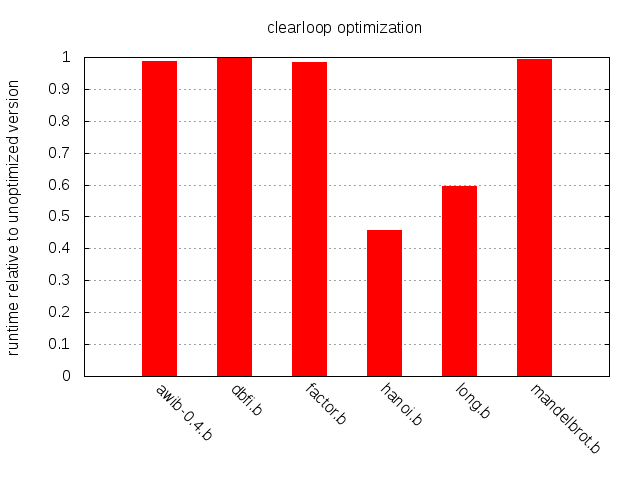 clearloop optimization
runtime relative to unoptimized version
1
0.9
0.8
0.7
0.6
0.5
0.4
0.3
0.2
0.1
0
awib-0.4.b
dbfi.b
factor.b
hanoi.b
long.b
mandelbrot.b